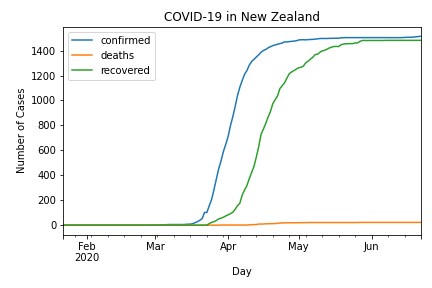 COVID-19 in New Zealand
confirmed
deaths
recovered
Number of Cases
1400
1200
1000
800
600
400
200
0
Feb Mar Apr May Jun
2020
Day